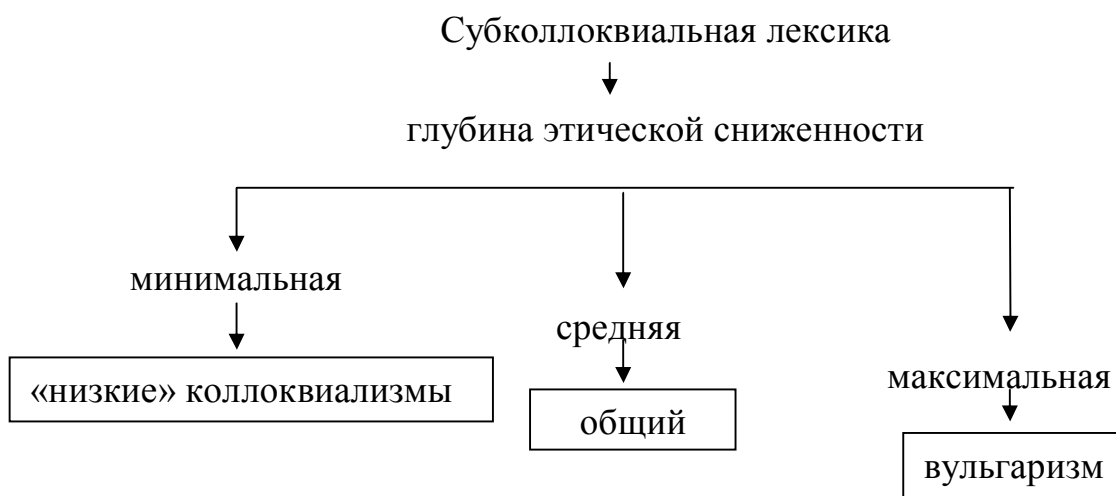 Субколлоквиальная лексика
глубина этической сниженности
минимальная
«низкие» коллоквиализмы
средняя
общий
максимальная
вульгаризм